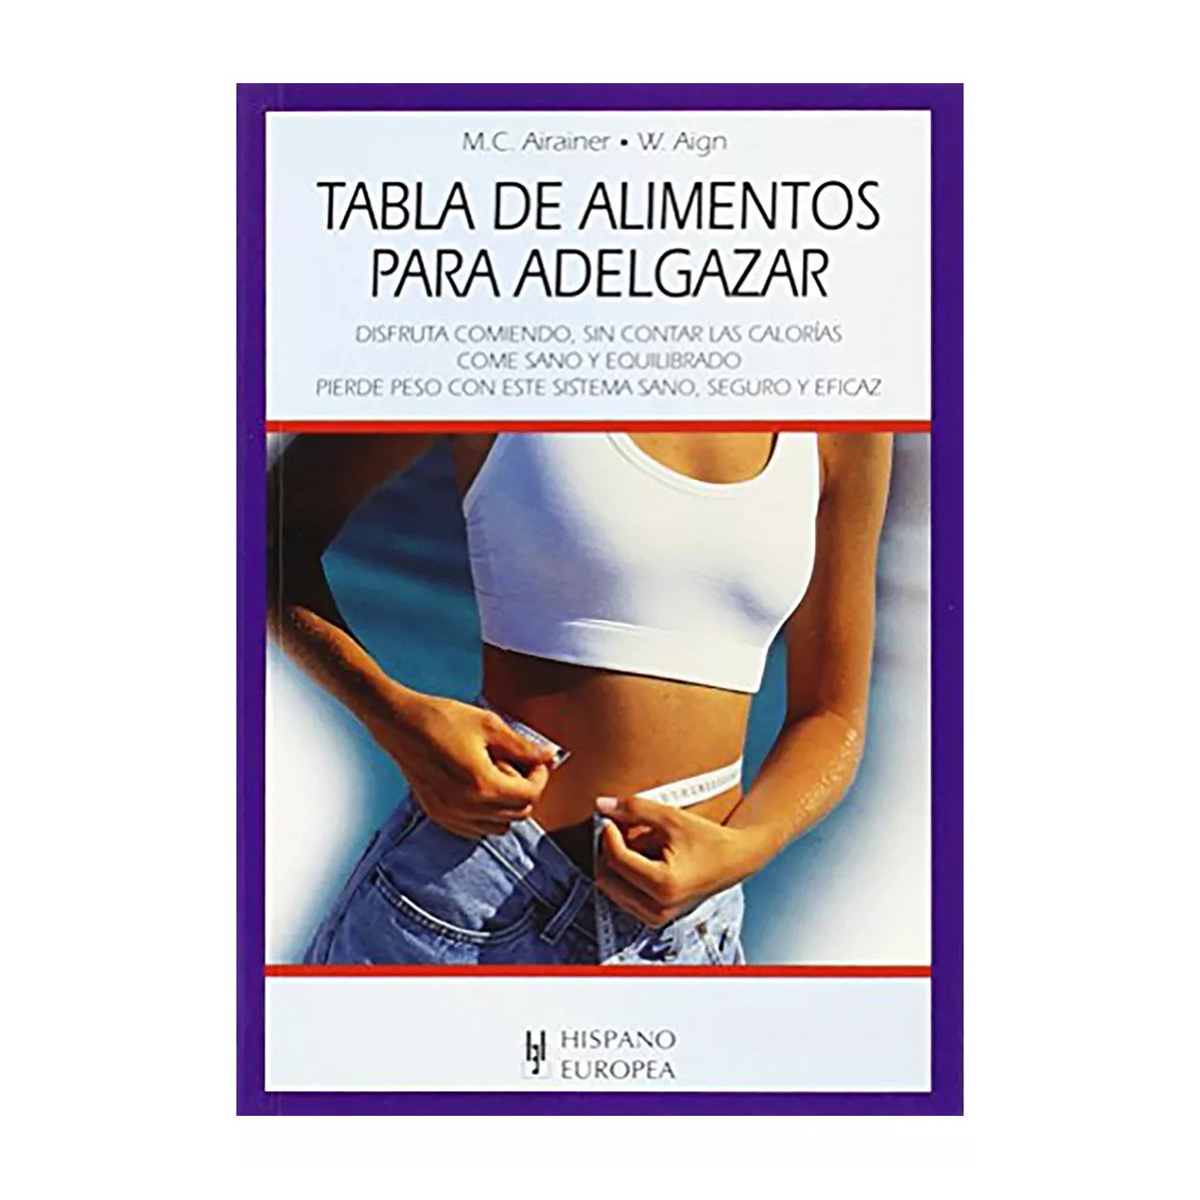 M.C. Airainer • W. Aign
TABLA DE ALIMENTOS
PARA ADELGAZAR
DISFRUTA COMIENDO, SIN CONTAR LAS CALORÍAS
COME SANO Y EQUILIBRADO
PIERDE PESO CON ESTE SISTEMA SANO, SEGURO Y EFICAZ
HISPANO
EUROPEA